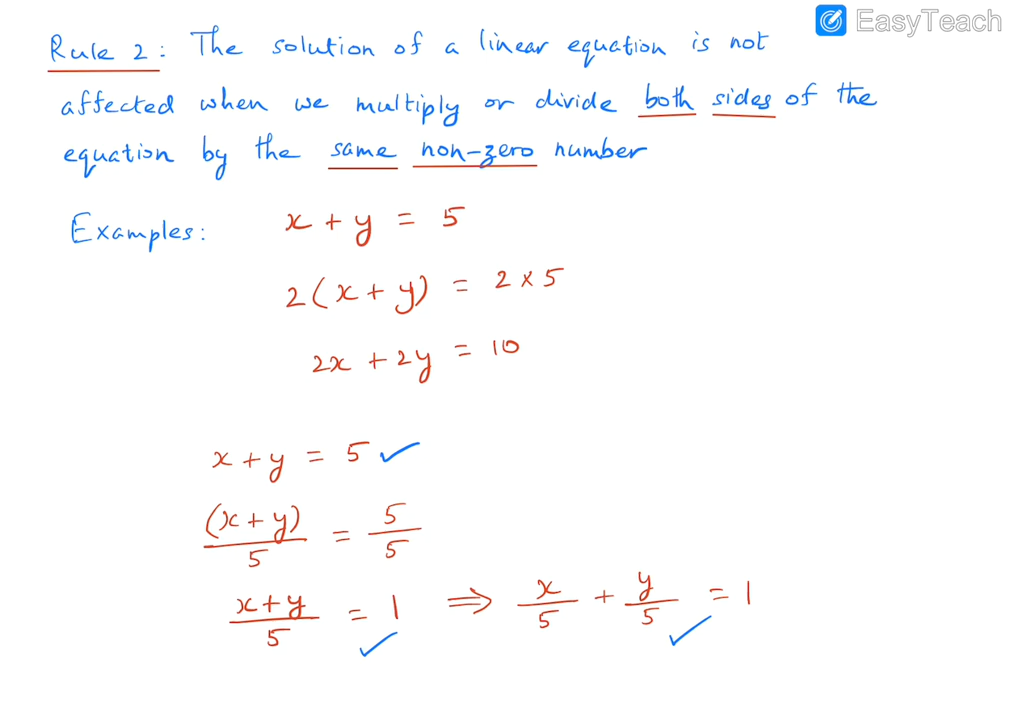 EasyTeach
Rule 2: The solution of a linear equation is not
affected when we multiply or divide both sides of the
equation by the same non-zero number
Examples: x + y = 5
2(x + y) = 2 × 5
2x + 2y = 10
x + y = 5 ✓
(x + y)/5 = 5/5
x + y/5 = 1 ✓ ⟹ x/5 + y/5 = 1 ✓